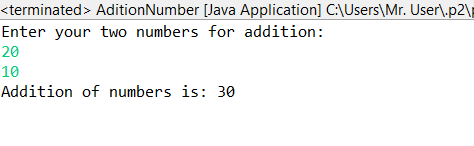 <terminated> AditionNumber [Java Application] C:\Users\Mr. User\.p2\
Enter your two numbers for addition:
20
10
Addition of numbers is: 30